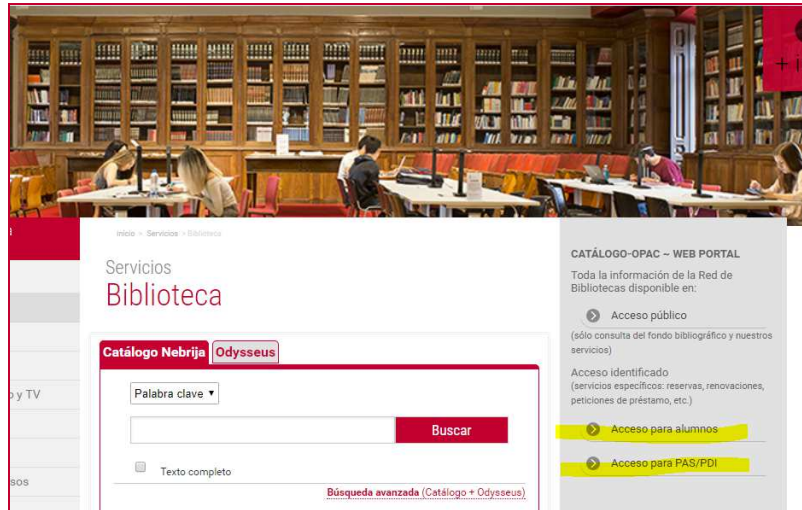 + i
inicio > Servicios > Biblioteca
Servicios
Biblioteca
Catálogo Nebrija
Odysseus
Palabra clave
Buscar
Texto completo
Búsqueda avanzada (Catálogo + Odysseus)
o y TV
sos
CATÁLOGO-OPAC ~ WEB PORTAL
Toda la información de la Red de
Bibliotecas disponible en:
Acceso público
(sólo consulta del fondo bibliográfico y nuestros
servicios)
Acceso identificado
(servicios específicos: reservas, renovaciones,
peticiones de préstamo, etc.)
Acceso para alumnos
Acceso para PAS/PDI